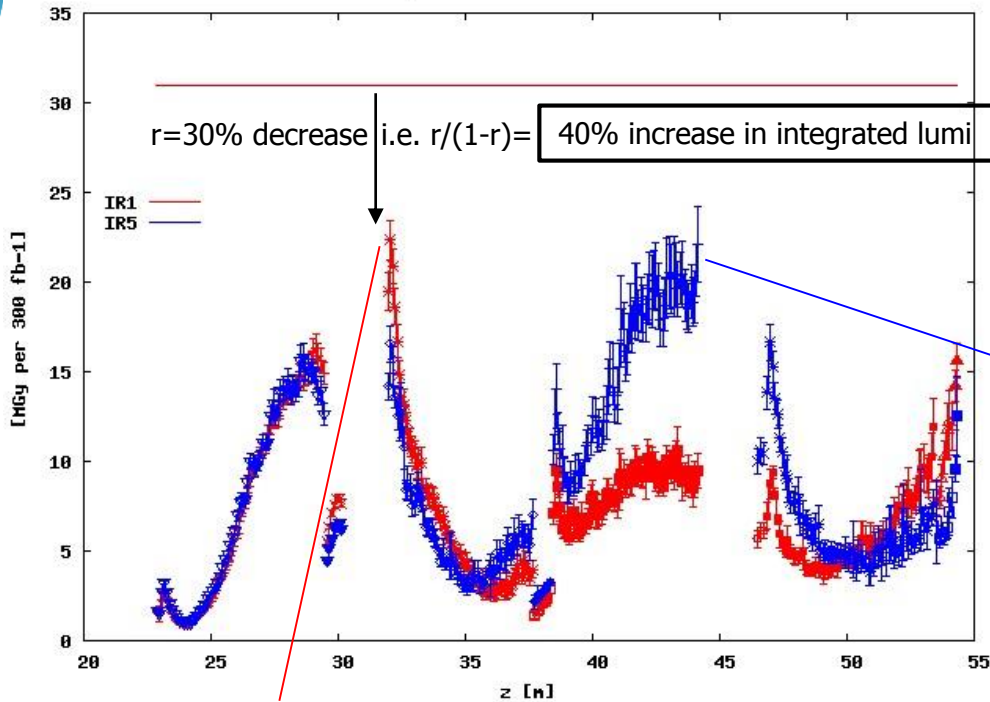 35
30
r=30% decrease i.e. r/(1-r)= 40% increase in integrated lumi
25
IR1
IR5
20
15
10
5
0
[MGy per 300 fb-1]
20 25 30 35 40 45 50 55
z [m]